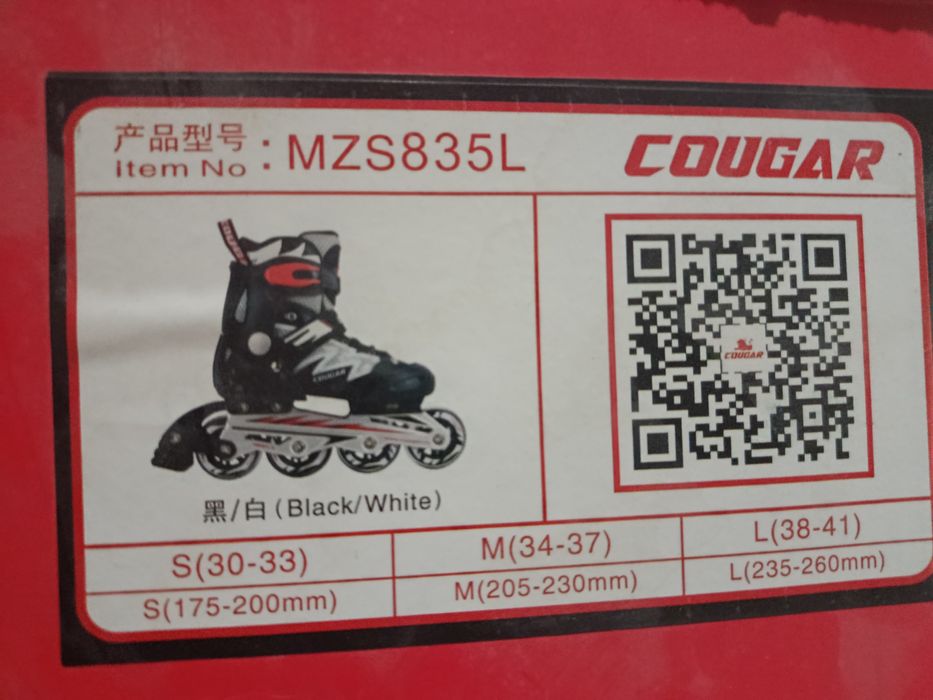 产品型号
Item No : MZS835L
COUGAR
COUGAR
COUGAR
黑/白(Black/White)
S(30-33) M(34-37) L(38-41)
S(175-200mm) M(205-230mm) L(235-260mm)